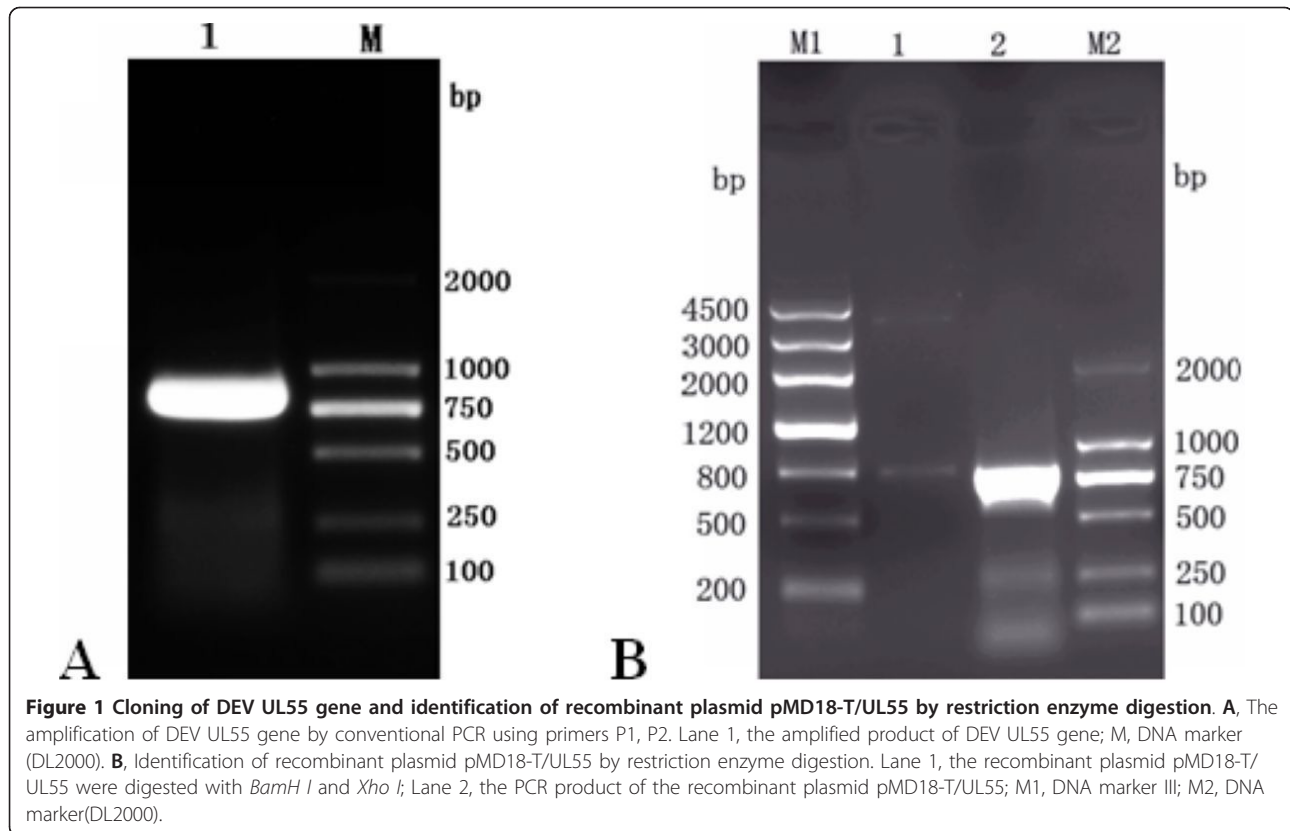 1 M
bp
2000
1000
750
500
250
100
A
M1 1 2 M2
bp bp
4500
3000
2000
1200
800
500
200
2000
1000
750
500
250
100
B
Figure 1 Cloning of DEV UL55 gene and identification of recombinant plasmid pMD18-T/UL55 by restriction enzyme digestion. A, The
amplification of DEV UL55 gene by conventional PCR using primers P1, P2. Lane 1, the amplified product of DEV UL55 gene; M, DNA marker
(DL2000). B, Identification of recombinant plasmid pMD18-T/UL55 by restriction enzyme digestion. Lane 1, the recombinant plasmid pMD18-T/
UL55 were digested with BamH I and Xho I; Lane 2, the PCR product of the recombinant plasmid pMD18-T/UL55; M1, DNA marker III; M2, DNA
marker(DL2000).